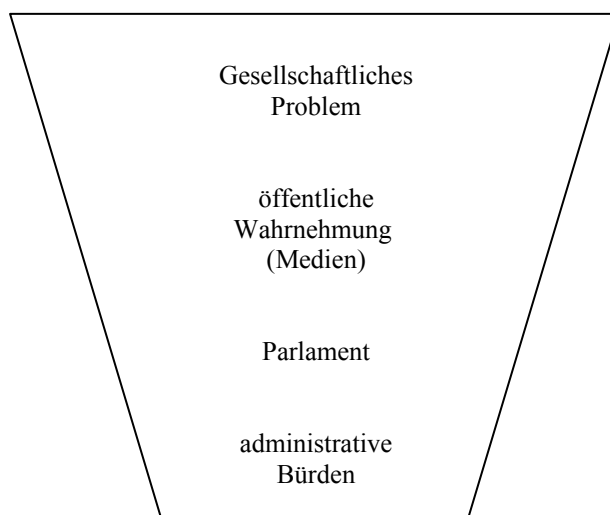 Gesellschaftliches
Problem
öffentliche
Wahrnehmung
(Medien)
Parlament
administrative
Bürden